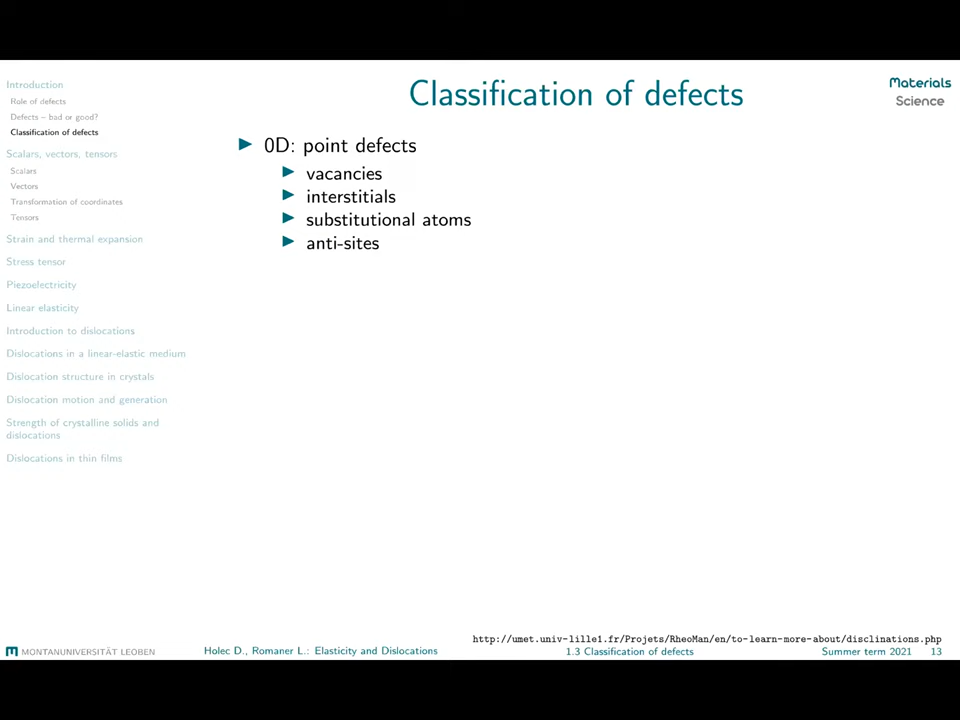 Introduction
Role of defects
Defects – bad or good?
Classification of defects
Scalars, vectors, tensors
Scalars
Vectors
Transformation of coordinates
Tensors
Strain and thermal expansion
Stress tensor
Piezoelectricity
Linear elasticity
Introduction to dislocations
Dislocations in a linear-elastic medium
Dislocation structure in crystals
Dislocation motion and generation
Strength of crystalline solids and
dislocations
Dislocations in thin films
Classification of defects
Materials
Science
▶ 0D: point defects
▶ vacancies
▶ interstitials
▶ substitutional atoms
▶ anti-sites
http://umet.univ-lille1.fr/Projets/RheoMan/en/to-learn-more-about/disclinations.php
MONTANUNIVERSITÄT LEOBEN
Holec D., Romaner L.: Elasticity and Dislocations
1.3 Classification of defects
Summer term 2021 13